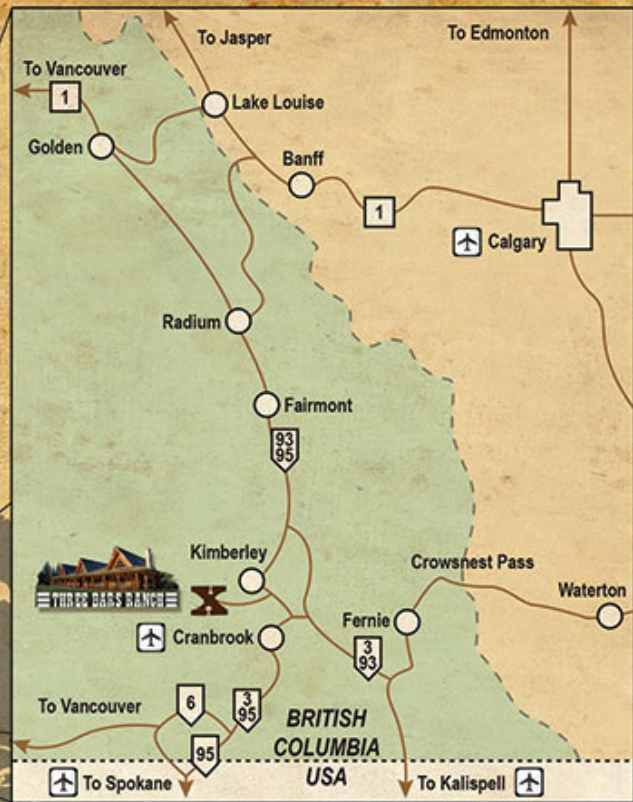 To Jasper
To Edmonton
To Vancouver
1
Lake Louise
Golden
Banff
1
Calgary
Radium
Fairmont
93
95
Kimberley
Crowsnest Pass
THREE BARS RANCH
X
Waterton
Fernie
Cranbrook
3
93
To Vancouver
6
3
95
BRITISH
COLUMBIA
95
USA
To Spokane
To Kalispell